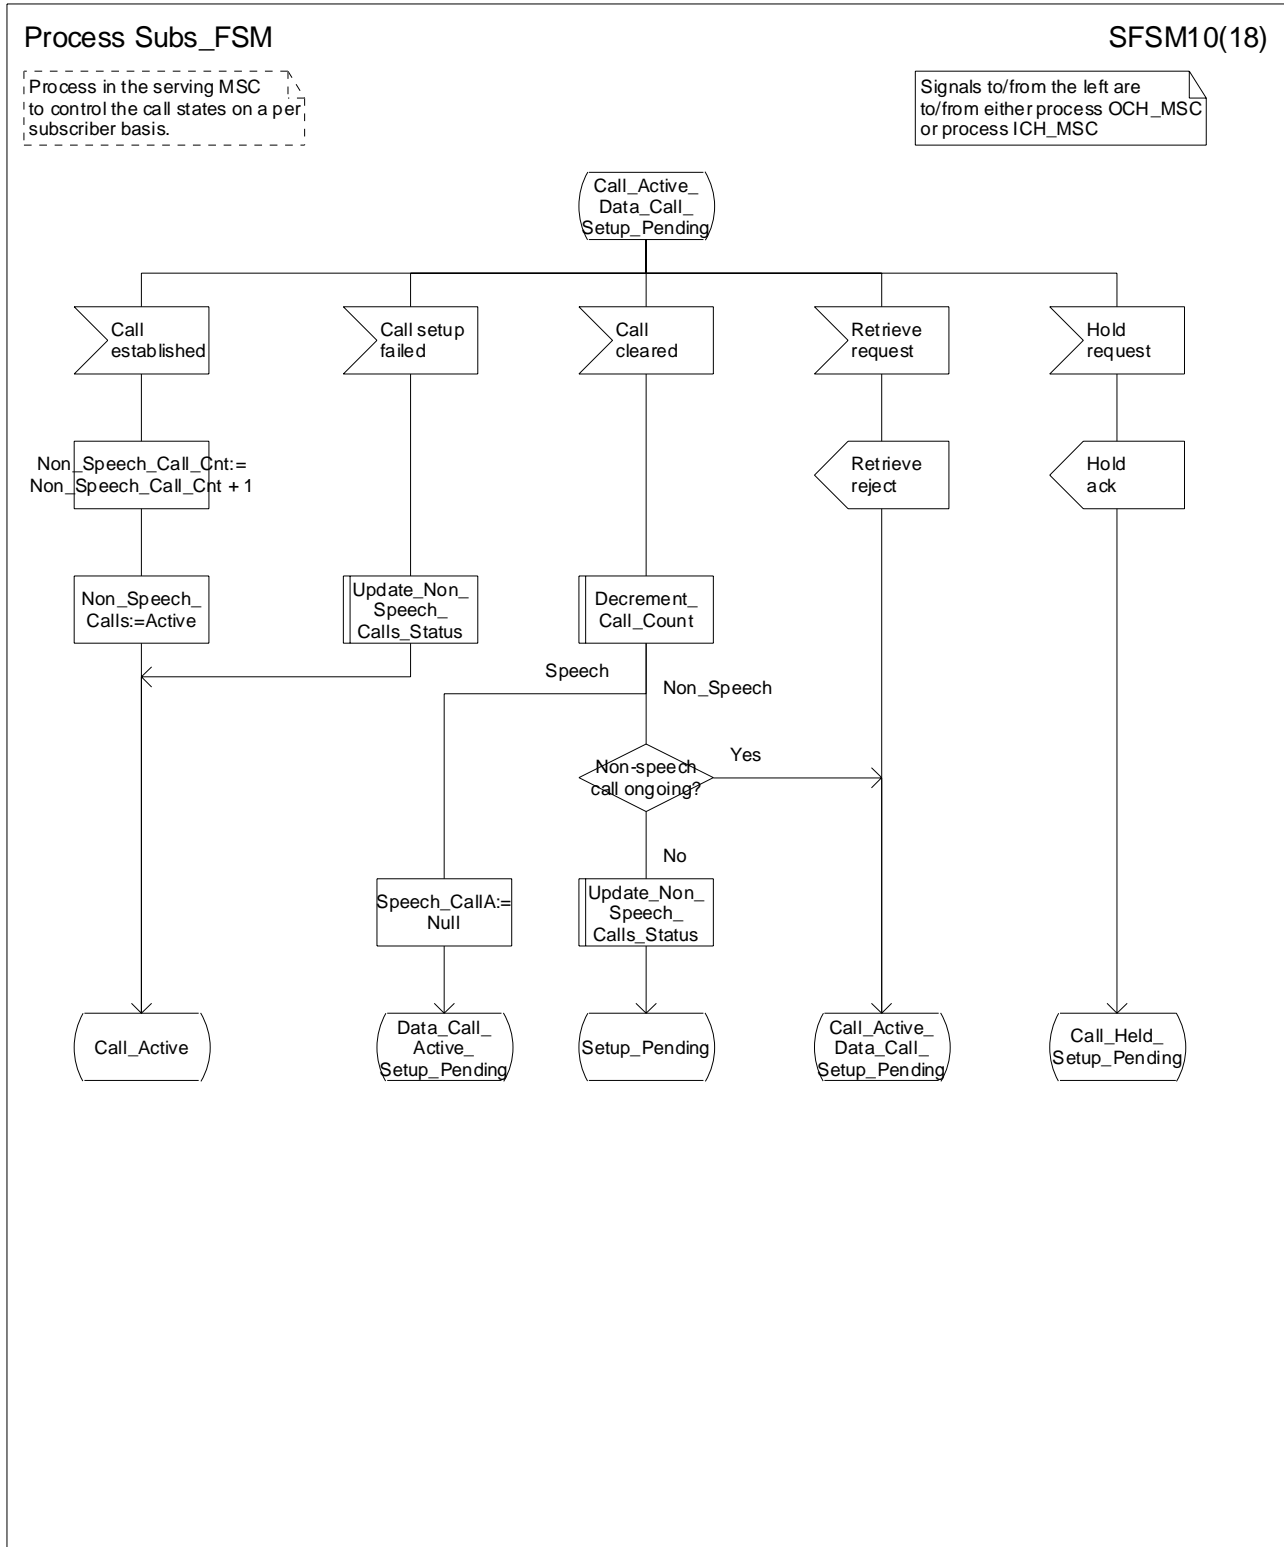 Process Subs_FSM
SFSM10(18)
Process in the serving MSC
to control the call states on a per
subscriber basis.
Signals to/from the left are
to/from either process OCH_MSC
or process ICH_MSC
Call_Active_
Data_Call_
Setup_Pending
Call
established
Call setup
failed
Call
cleared
Retrieve
request
Hold
request
Non_Speech_Call_Cnt:=
Non_Speech_Call_Cnt + 1
Retrieve
reject
Hold
ack
Non_Speech_
Calls:=Active
Update_Non_
Speech_
Calls_Status
Decrement_
Call_Count
Speech
Non_Speech
Non-speech
call ongoing?
Yes
No
Speech_CallA:=
Null
Update_Non_
Speech_
Calls_Status
Call_Active
Data_Call_
Active_
Setup_Pending
Setup_Pending
Call_Active_
Data_Call_
Setup_Pending
Call_Held_
Setup_Pending